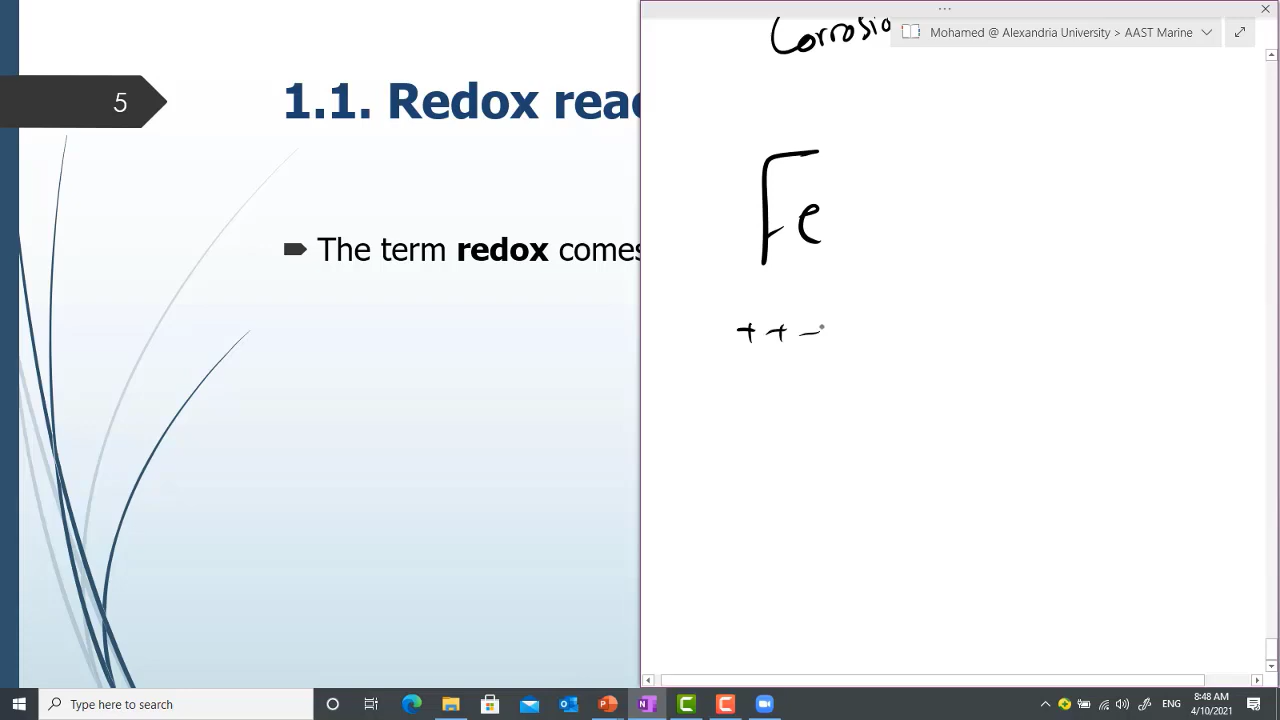 5
1.1. Redox reac
The term redox comes
Corrosio
Mohamed @ Alexandria University > AAST Marine
Fe
+ + -
Type here to search
ENG
8:48 AM
4/10/2021